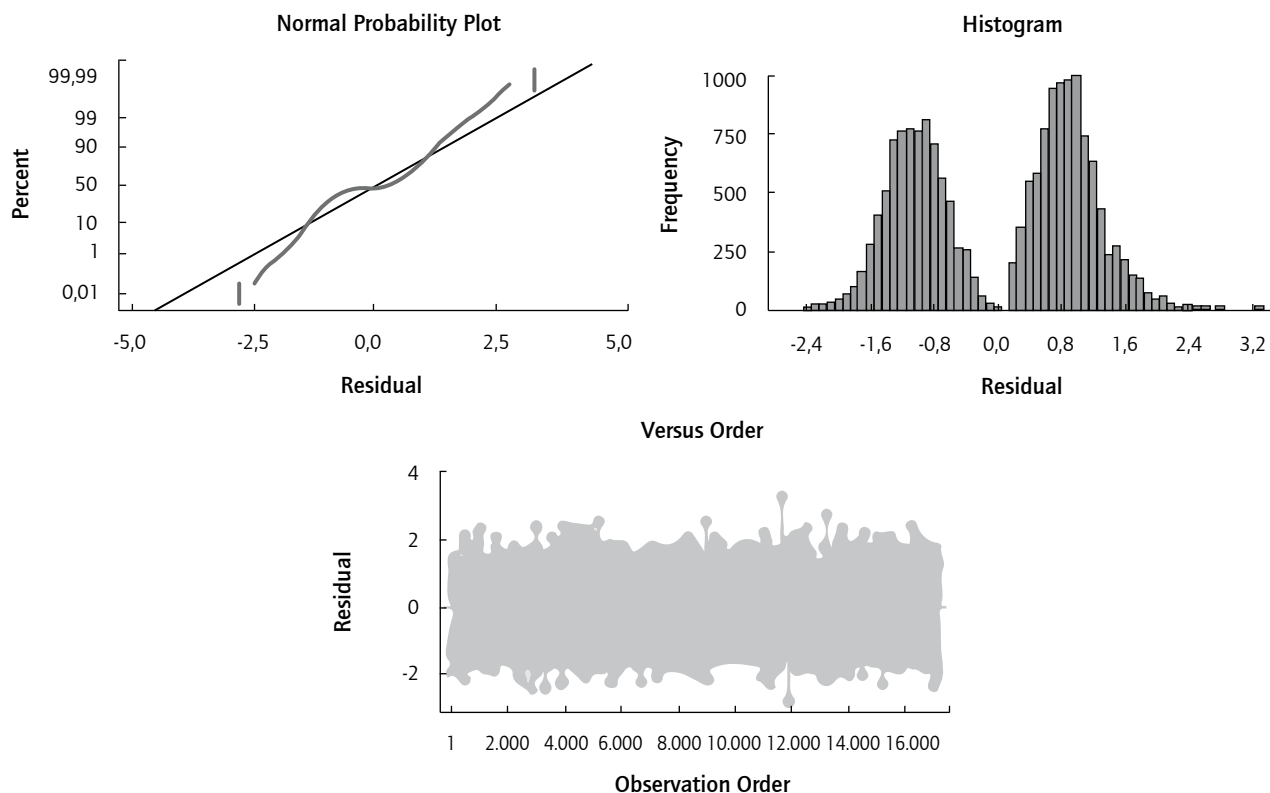 Normal Probability Plot
Percent
99,99
99
90
50
10
1
0,01
-5,0 -2,5 0,0 2,5 5,0
Residual
Histogram
Frequency
1000
750
500
250
0
-2,4 -1,6 -0,8 0,0 0,8 1,6 2,4 3,2
Residual
Versus Order
Residual
4
2
0
-2
1 2.000 4.000 6.000 8.000 10.000 12.000 14.000 16.000
Observation Order